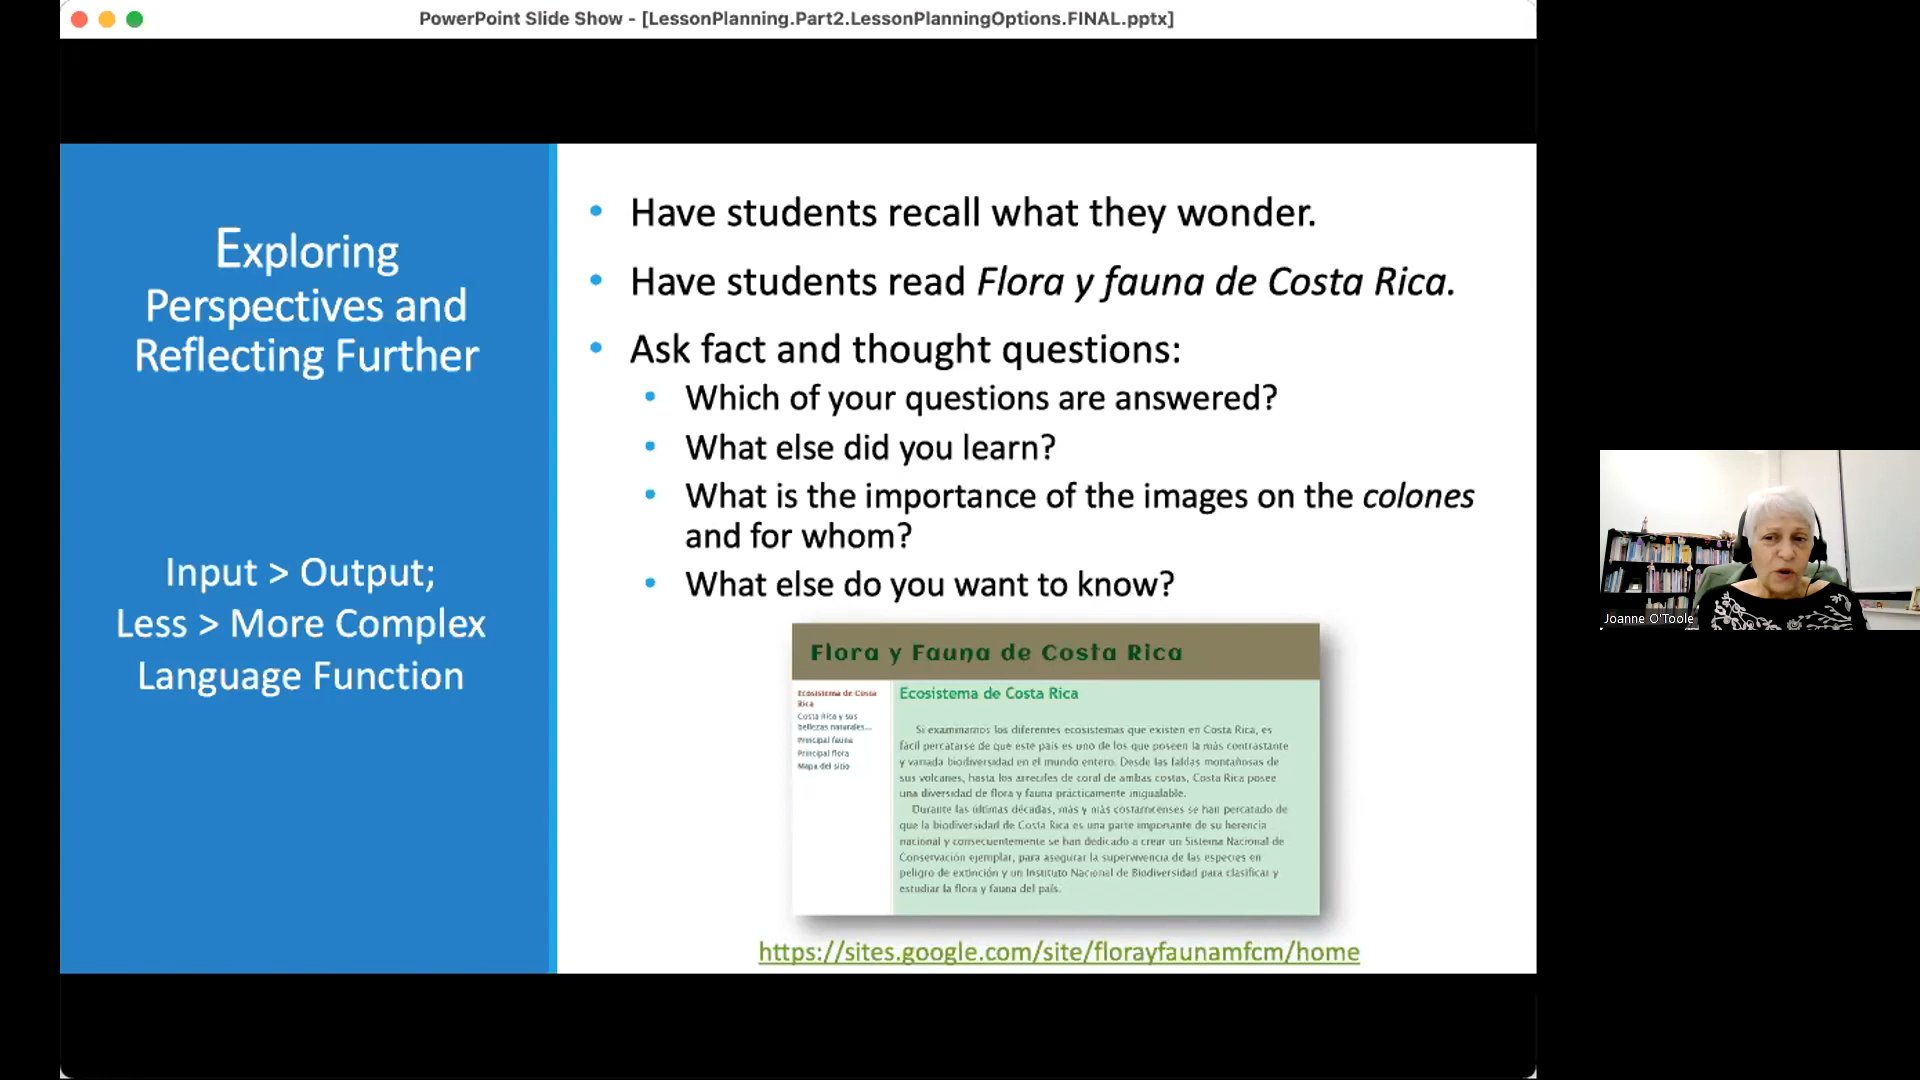 PowerPoint Slide Show - [LessonPlanning.Part2.LessonPlanningOptions.FINAL.pptx]
Exploring
Perspectives and
Reflecting Further
Input > Output;
Less > More Complex
Language Function
• Have students recall what they wonder.
• Have students read Flora y fauna de Costa Rica.
• Ask fact and thought questions:
• Which of your questions are answered?
• What else did you learn?
• What is the importance of the images on the colones
and for whom?
• What else do you want to know?
Flora y Fauna de Costa Rica
Ecosistema de Costa
Rica
Costa Rica y sus
bellezas naturales...
Principal fauna
Principal flora
Mapa del sitio
Ecosistema de Costa Rica
Si examinamos los diferentes ecosistemas que existen en Costa Rica, es
fácil percatarse de que este país es uno de los que poseen la más contrastante
y variada biodiversidad en el mundo entero. Desde las faldas montañosas de
sus volcanes, hasta los arrecifes de coral de ambas costas, Costa Rica posee
una diversidad de flora y fauna prácticamente inigualable.
Durante las últimas décadas, más y más costarricenses se han percatado de
que la biodiversidad de Costa Rica es una parte importante de su herencia
nacional y consecuentemente se han dedicado a crear un Sistema Nacional de
Conservación ejemplar, para asegurar la supervivencia de las especies en
peligro de extinción y un Instituto Nacional de Biodiversidad para clasificar y
estudiar la flora y fauna del país.
https://sites.google.com/site/florayfaunamfcm/home
Joanne O'Toole